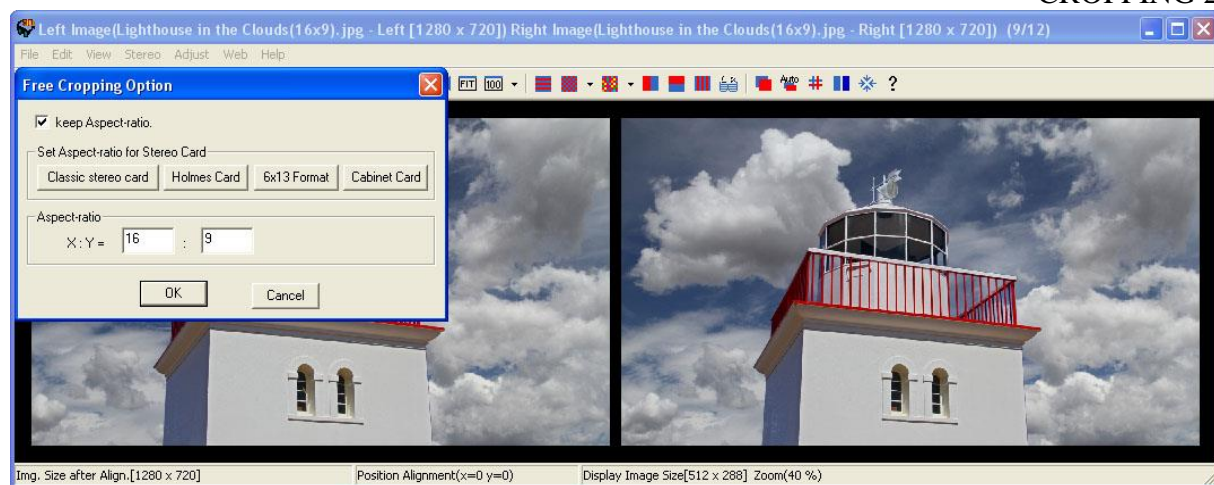 CROPPING 2
Left Image(Lighthouse in the Clouds(16x9).jpg - Left [1280 x 720]) Right Image(Lighthouse in the Clouds(16x9).jpg - Right [1280 x 720]) (9/12)
File Edit View Stereo Adjust Web Help
Free Cropping Option
FIT 100 Auto ?
keep Aspect-ratio.
Set Aspect-ratio for Stereo Card
Classic stereo card Holmes Card 6x13 Format Cabinet Card
Aspect-ratio
X : Y = 16 : 9
OK Cancel
Img. Size after Align.[1280 x 720] Position Alignment(x=0 y=0) Display Image Size[512 x 288] Zoom(40 %)